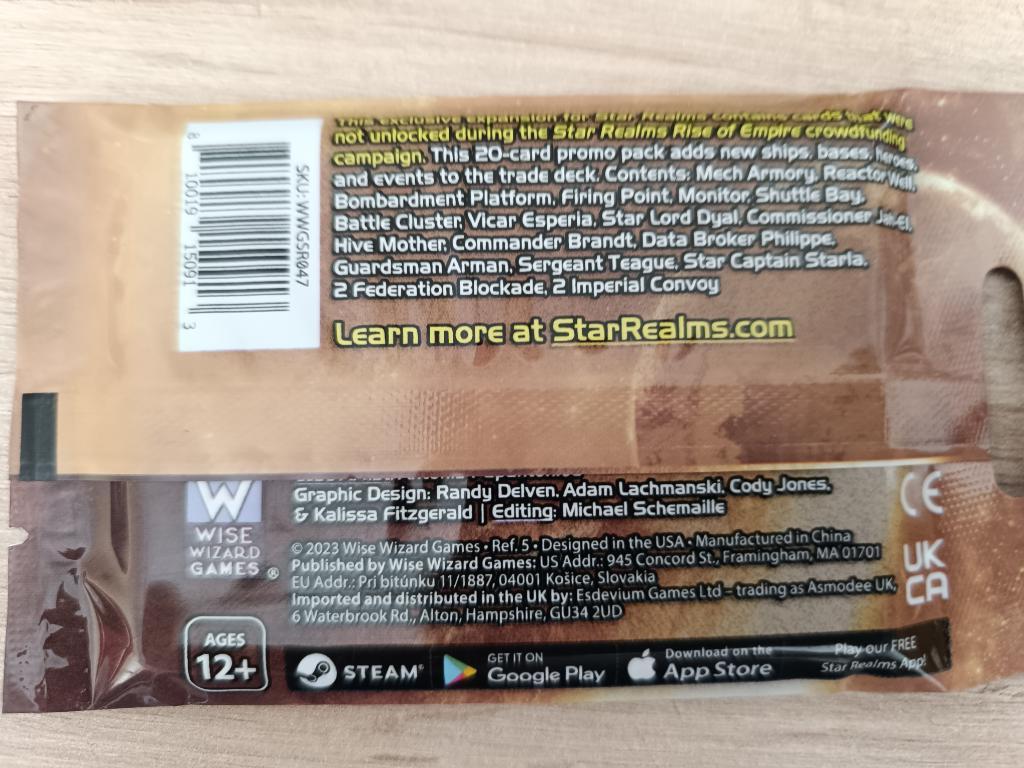 This exclusive expansion for Star Realms contains cards that were
not unlocked during the Star Realms Rise of Empire crowdfunding
campaign. This 20-card promo pack adds new ships, bases, heroes,
and events to the trade deck. Contents: Mech Armory, Reactor Well,
Bombardment Platform, Firing Point, Monitor, Shuttle Bay,
Battle Cluster, Vicar Esperia, Star Lord Dyal, Commissioner
Hive Mother, Commander Brandt, Data Broker Philippe,
Guardsman Arman, Sergeant Teague, Star Captain Starla,
2 Federation Blockade, 2 Imperial Convoy
Learn more at StarRealms.com
SKU: WWGSR047
8 10019 15091 3
Graphic Design: Randy Delven, Adam Lachmanski, Cody Jones,
& Kalissa Fitzgerald | Editing: Michael Schemaille
© 2023 Wise Wizard Games • Ref. 5 • Designed in the USA • Manufactured in China
Published by Wise Wizard Games: US Addr.: 945 Concord St., Framingham, MA 01701
EU Addr.: Pri bitúnku 11/1887, 04001 Košice, Slovakia
Imported and distributed in the UK by: Esdevium Games Ltd – trading as Asmodee UK,
6 Waterbrook Rd., Alton, Hampshire, GU34 2UD
W
WISE
WIZARD
GAMES®
CE
UK
CA
AGES
12+
STEAM®
GET IT ON
Google Play
Download on the
App Store
Play our FREE
Star Realms App!